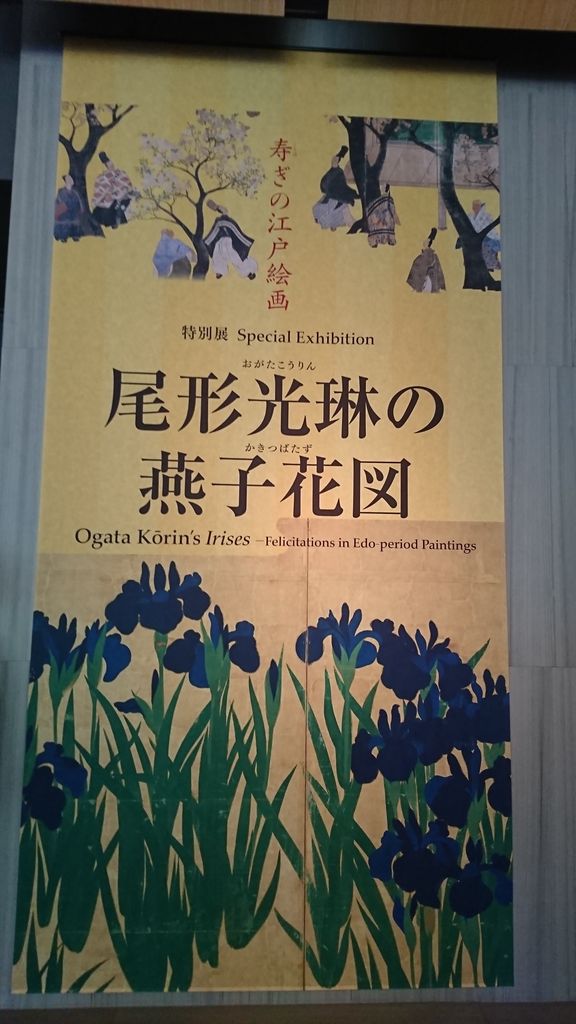 寿ぎの江戸絵画
特別展 Special Exhibition
おがたこうりん
尾形光琳の
かきつばたず
燕子花図
Ogata Kōrin's Irises —Felicitations in Edo-period Paintings